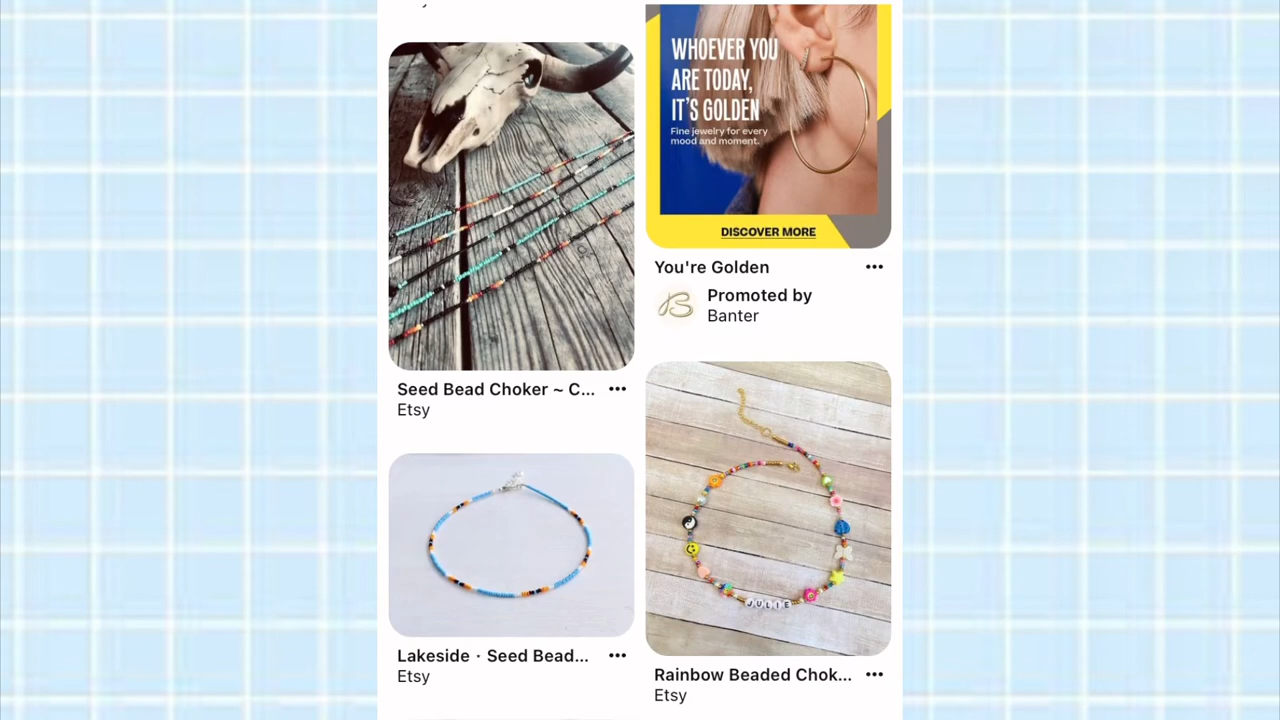 Seed Bead Choker ~ C...
Etsy
Lakeside · Seed Bead...
Etsy
WHOEVER YOU
ARE TODAY,
IT'S GOLDEN
Fine jewelry for every
mood and moment.
DISCOVER MORE
You're Golden
Promoted by
Banter
JULIE
Rainbow Beaded Chok...
Etsy